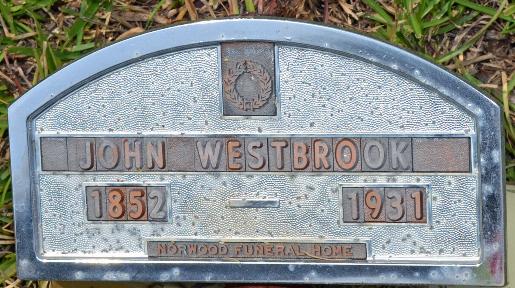 JOHN WESTBROOK
1852 - 1931
NORWOOD FUNERAL HOME